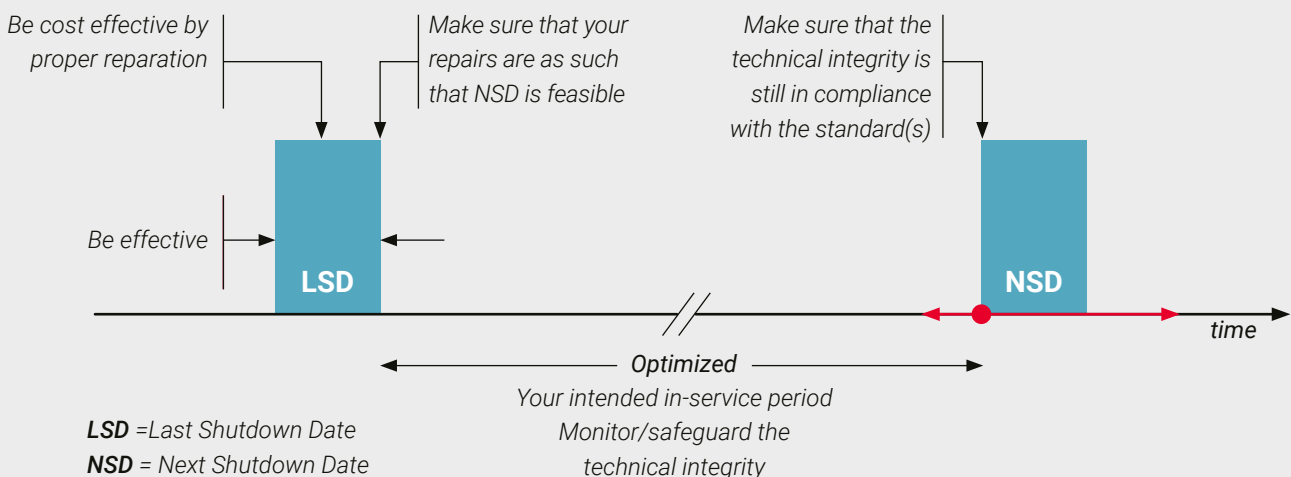 Be cost effective by
proper reparation
Make sure that your
repairs are as such
that NSD is feasible
Make sure that the
technical integrity is
still in compliance
with the standard(s)
Be effective
LSD
NSD
time
Optimized
Your intended in-service period
Monitor/safeguard the
technical integrity
LSD =Last Shutdown Date
NSD = Next Shutdown Date